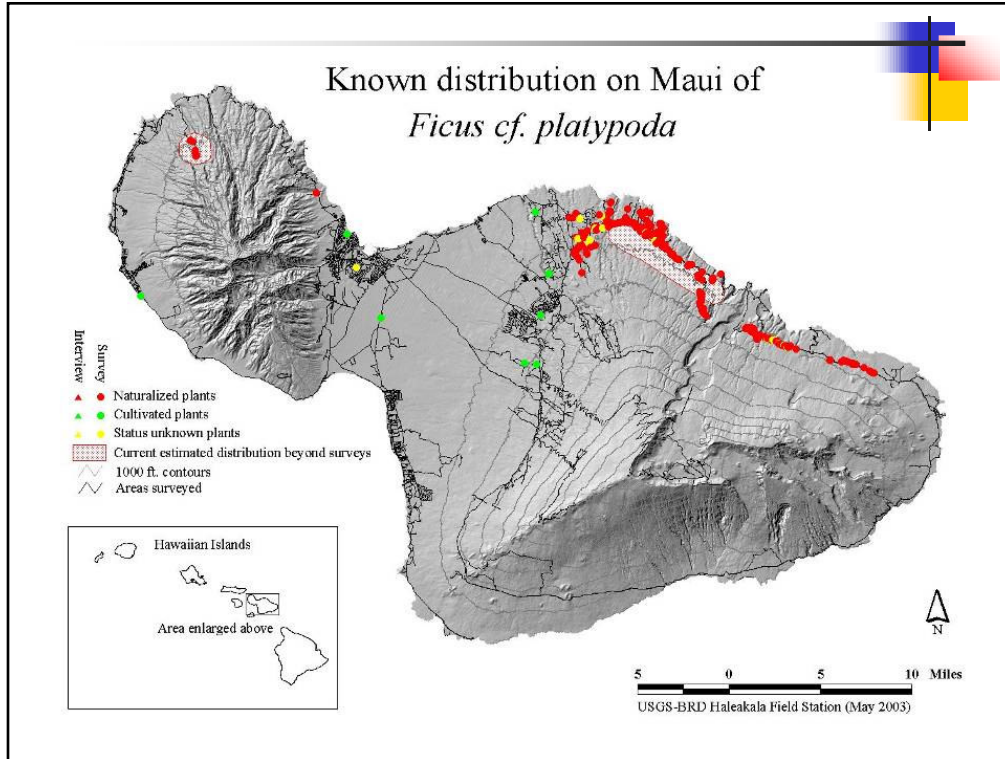 Known distribution on Maui of
Ficus cf. platypoda
Survey
Interview
Naturalized plants
Cultivated plants
Status unknown plants
Current estimated distribution beyond surveys
1000 ft. contours
Areas surveyed
Hawaiian Islands
Area enlarged above
N
5 0 5 10 Miles
USGS-BRD Haleakala Field Station (May 2003)